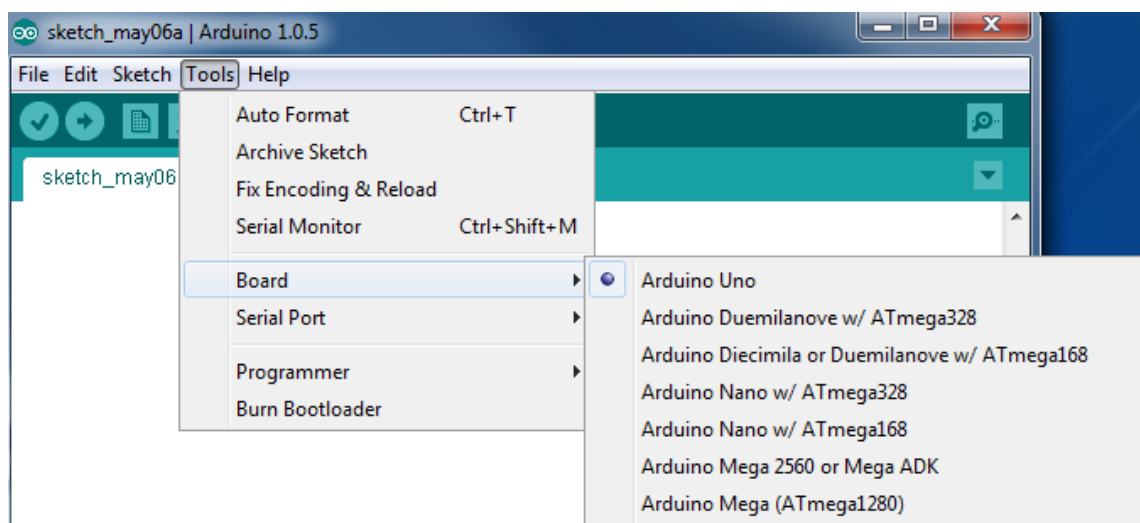 sketch_may06a | Arduino 1.0.5
File Edit Sketch Tools Help
sketch_may06
Auto Format Ctrl+T
Archive Sketch
Fix Encoding & Reload
Serial Monitor Ctrl+Shift+M
Board
Serial Port
Programmer
Burn Bootloader
Arduino Uno
Arduino Duemilanove w/ ATmega328
Arduino Diecimila or Duemilanove w/ ATmega168
Arduino Nano w/ ATmega328
Arduino Nano w/ ATmega168
Arduino Mega 2560 or Mega ADK
Arduino Mega (ATmega1280)